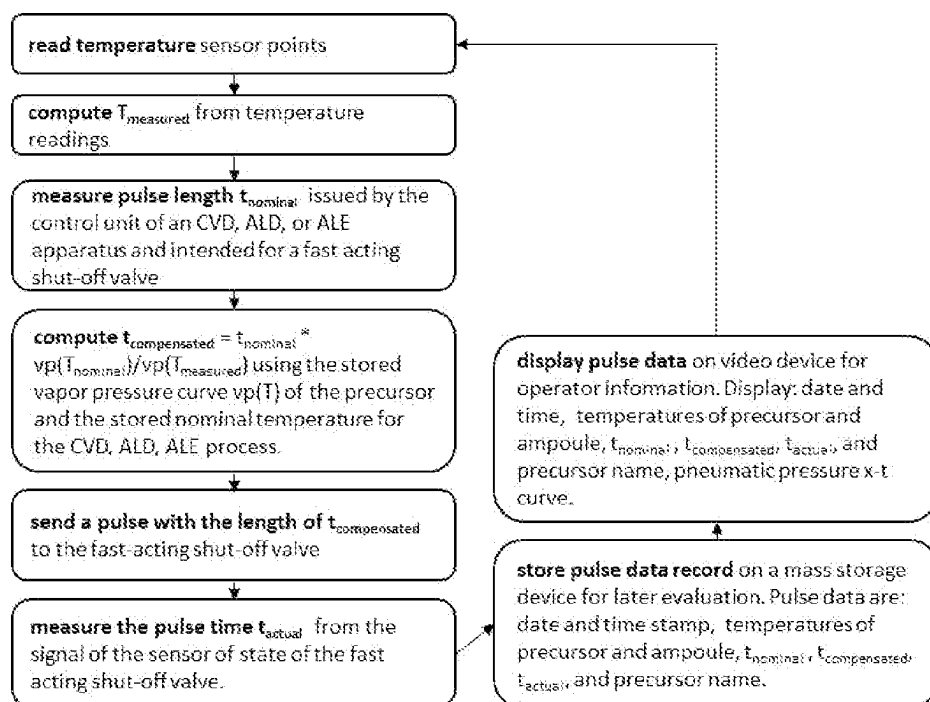 read temperature sensor points
compute Tmeasured from temperature
readings.
measure pulse length tnominal issued by the
control unit of an CVD, ALD, or ALE
apparatus and intended for a fast acting
shut-off valve
compute tcompensated = tnominal *
vp(Tnominal)/vp(Tmeasured) using the stored
vapor pressure curve vp(T) of the precursor
and the stored nominal temperature for
the CVD, ALD, ALE process.
send a pulse with the length of tcompensated
to the fast-acting shut-off valve
measure the pulse time tactual from the
signal of the sensor of state of the fast
acting shut-off valve.
store pulse data record on a mass storage
device for later evaluation. Pulse data are:
date and time stamp, temperatures of
precursor and ampoule, tnominal, tcompensated,
tactual, and precursor name.
display pulse data on video device for
operator information. Display: date and
time, temperatures of precursor and
ampoule, tnominal, tcompensated, tactual, and
precursor name, pneumatic pressure x-t
curve.